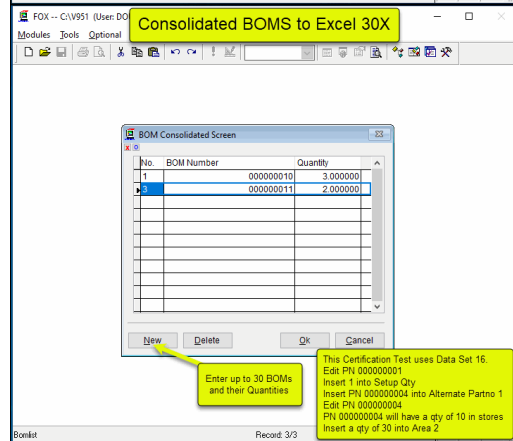 FOX -- C:\V951 (User: DO
Consolidated BOMS to Excel 30X
Modules Tools Optional
BOM Consolidated Screen
No. BOM Number Quantity
1 000000010 3.000000
3 000000011 2.000000
New Delete Ok Cancel
Enter up to 30 BOMs
and their Quantities
This Certification Test uses Data Set 16.
Edit PN 000000001
Insert 1 into Setup Qty
Insert PN 000000004 into Alternate Partno 1
Edit PN 000000004
PN 000000004 will have a qty of 10 in stores
Insert a qty of 30 into Area 2
Bomlist Record: 3/3